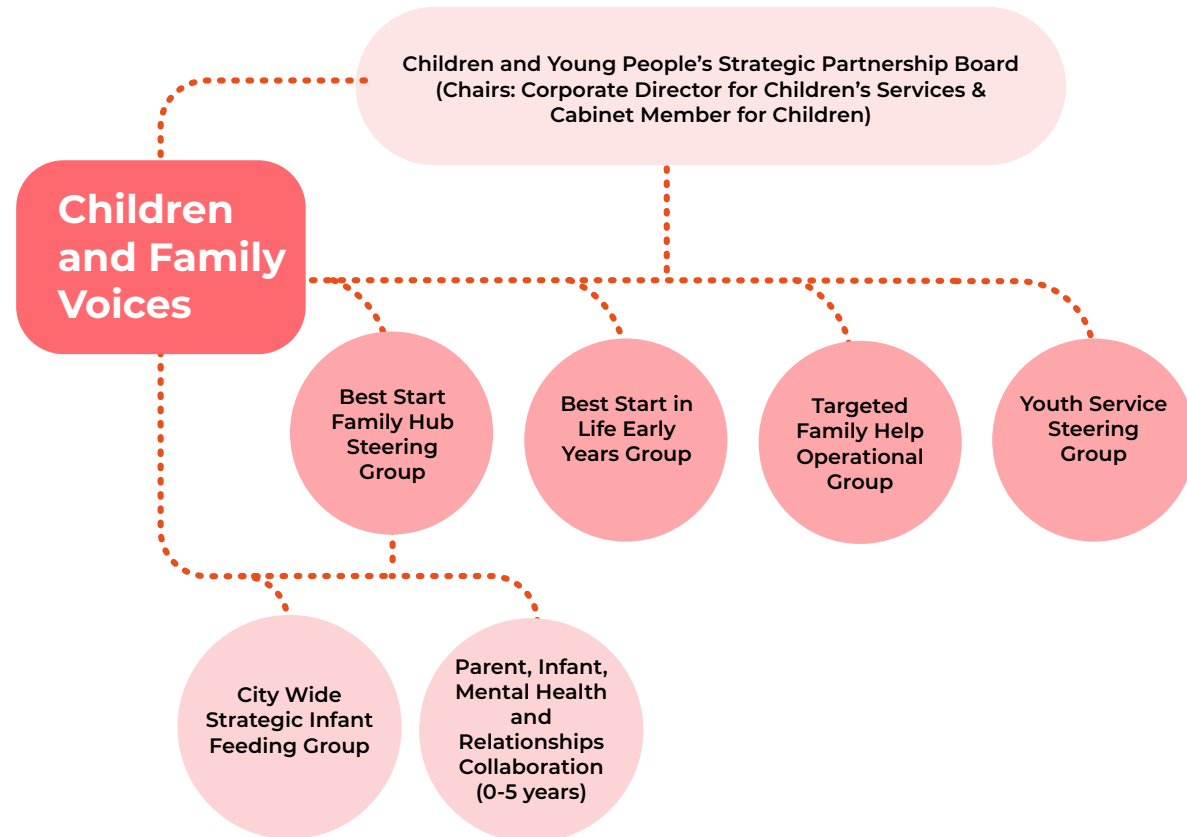 Children and Young People’s Strategic Partnership Board
(Chairs: Corporate Director for Children’s Services &
Cabinet Member for Children)
Children
and Family
Voices
Best Start
Family Hub
Steering
Group
Best Start in
Life Early
Years Group
Targeted
Family Help
Operational
Group
Youth Service
Steering
Group
City Wide
Strategic Infant
Feeding Group
Parent, Infant,
Mental Health
and
Relationships
Collaboration
(0-5 years)